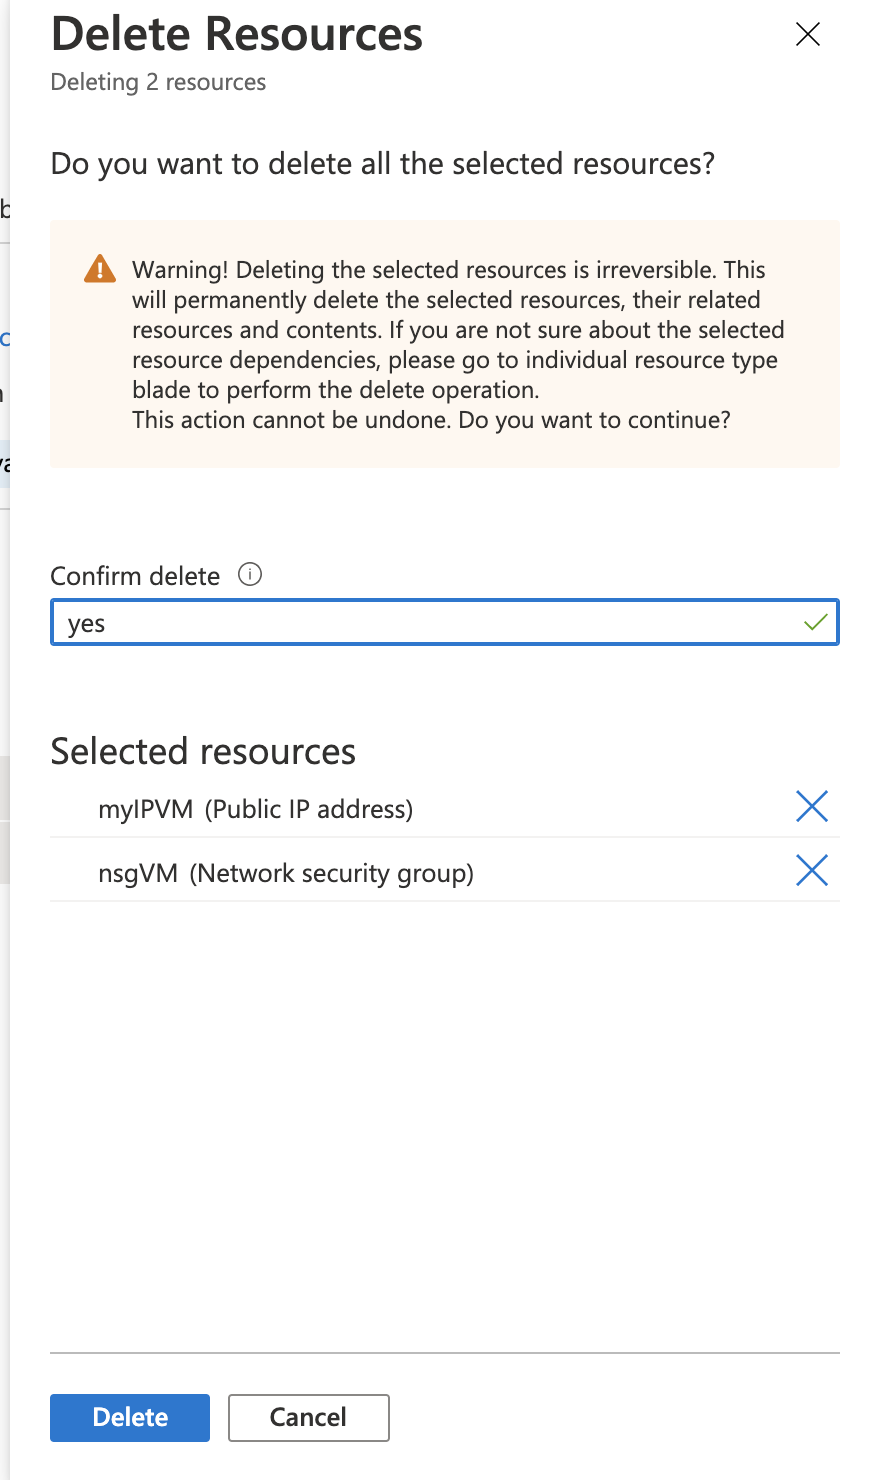 Delete Resources
Deleting 2 resources
Do you want to delete all the selected resources?
Warning! Deleting the selected resources is irreversible. This
will permanently delete the selected resources, their related
resources and contents. If you are not sure about the selected
resource dependencies, please go to individual resource type
blade to perform the delete operation.
This action cannot be undone. Do you want to continue?
Confirm delete
yes
Selected resources
myIPVM (Public IP address)
nsgVM (Network security group)
Delete
Cancel